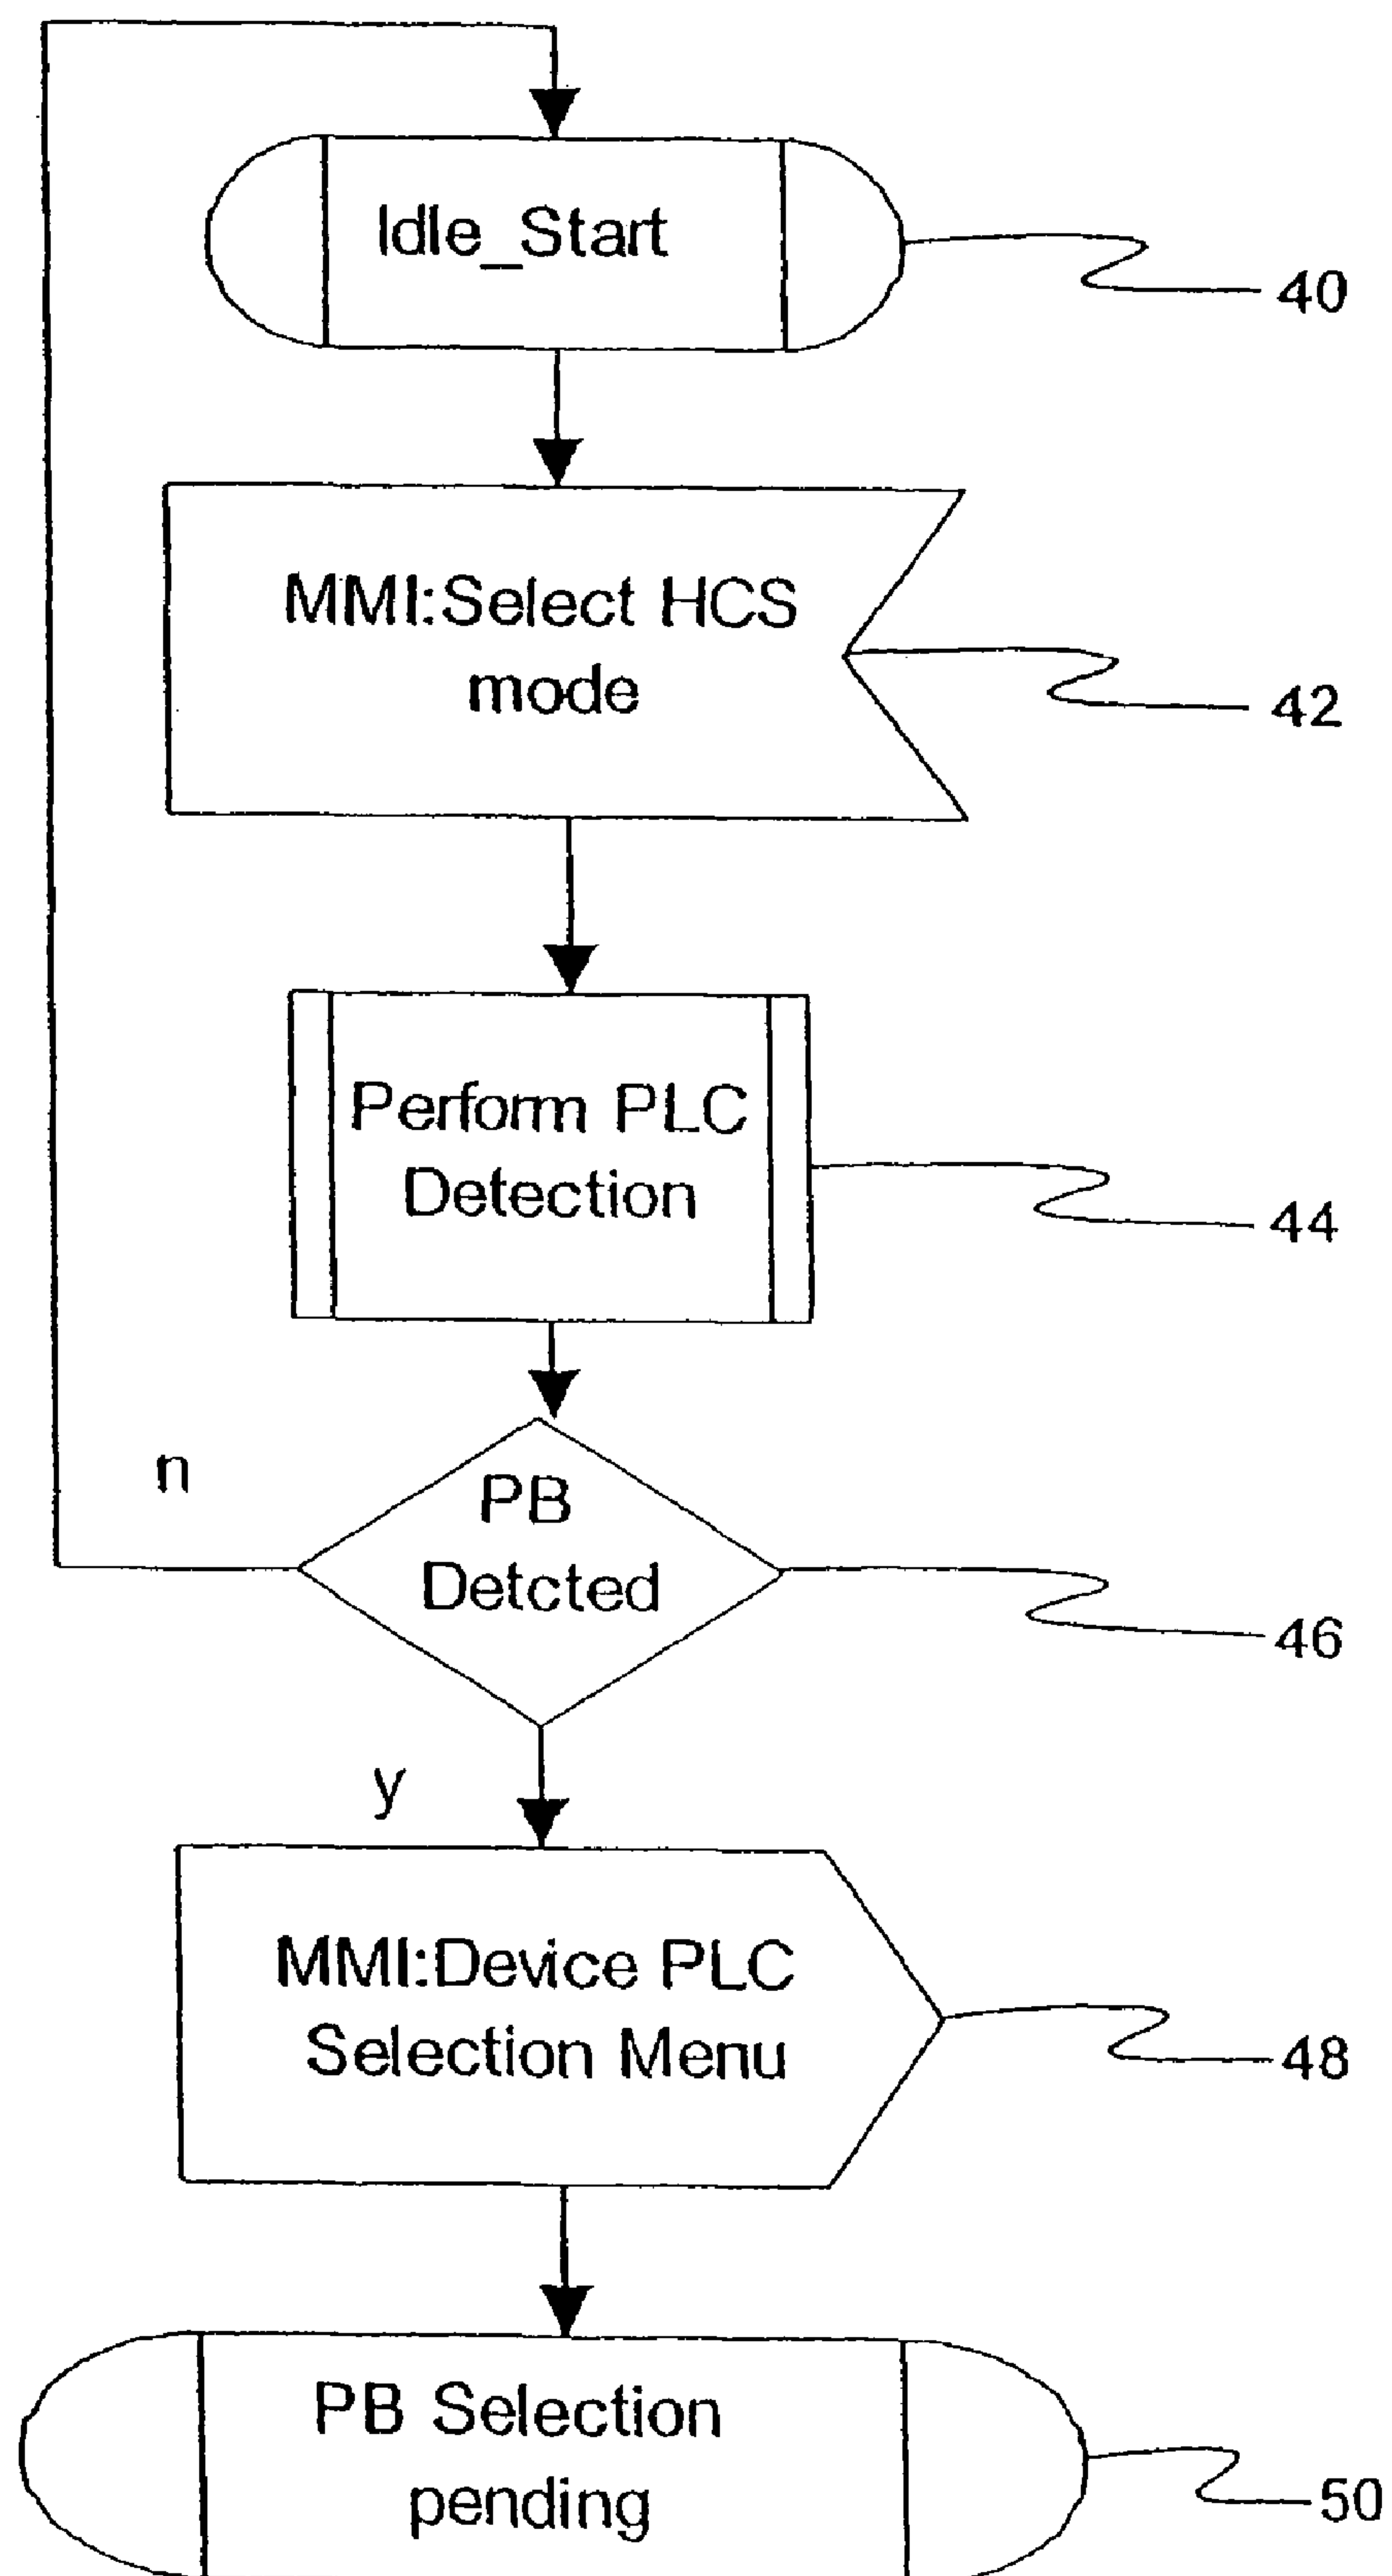 Idle_Start
40
MMI:Select HCS
mode
42
Perform PLC
Detection
44
n
PB
Detcted
46
y
MMI:Device PLC
Selection Menu
48
PB Selection
pending
50